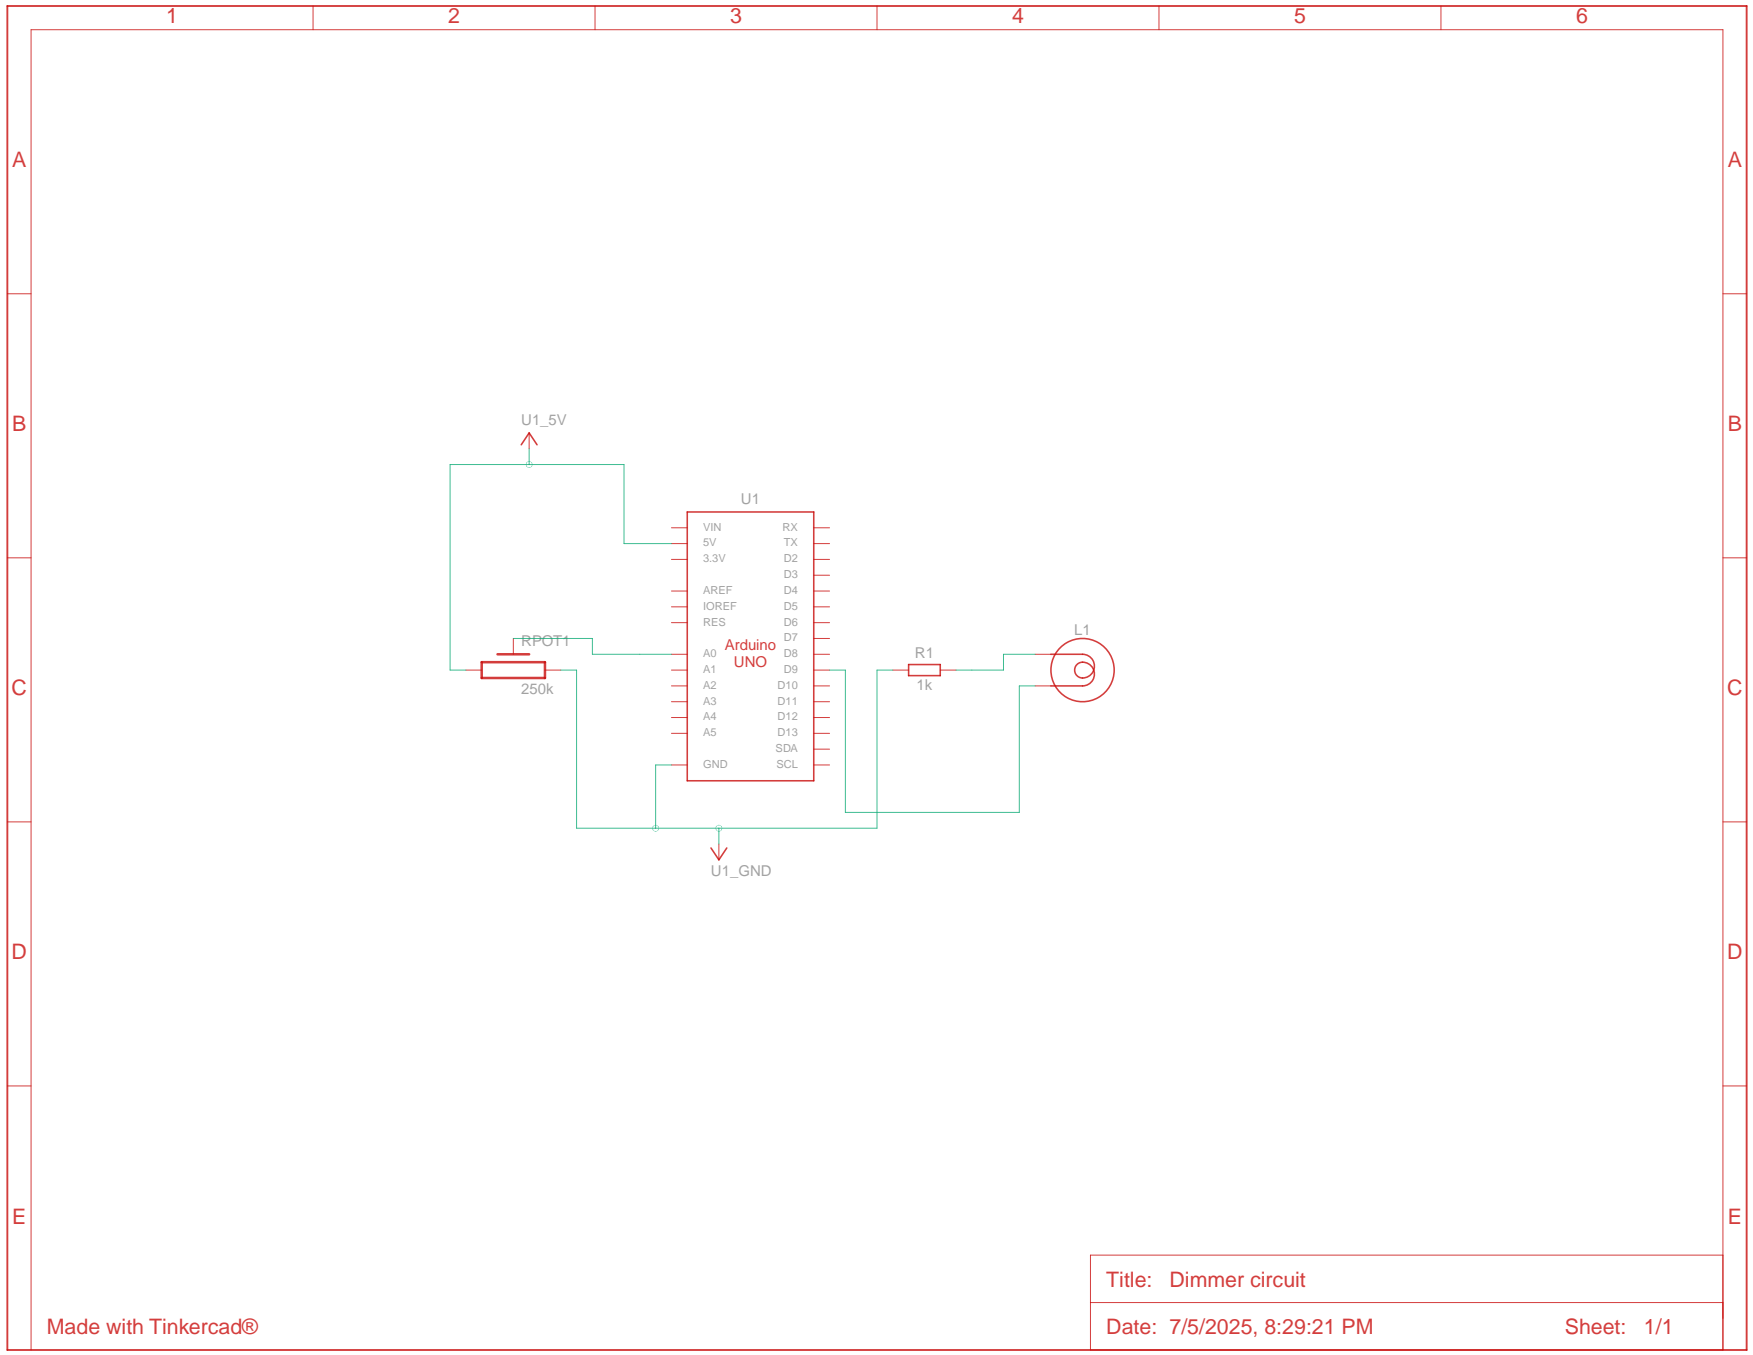 1 2 3 4 5 6
A A
B B
U1_5V
U1
VIN RX
5V TX
3.3V D2
D3
AREF D4
IOREF D5
RES D6
D7
RPOT1
Arduino
UNO
A0 D8
A1 D9
A2 D10
A3 D11
A4 D12
A5 D13
SDA
GND SCL
250k
R1
1k
L1
C C
U1_GND
D D
E E
Title: Dimmer circuit
Made with Tinkercad®
Date: 7/5/2025, 8:29:21 PM Sheet: 1/1